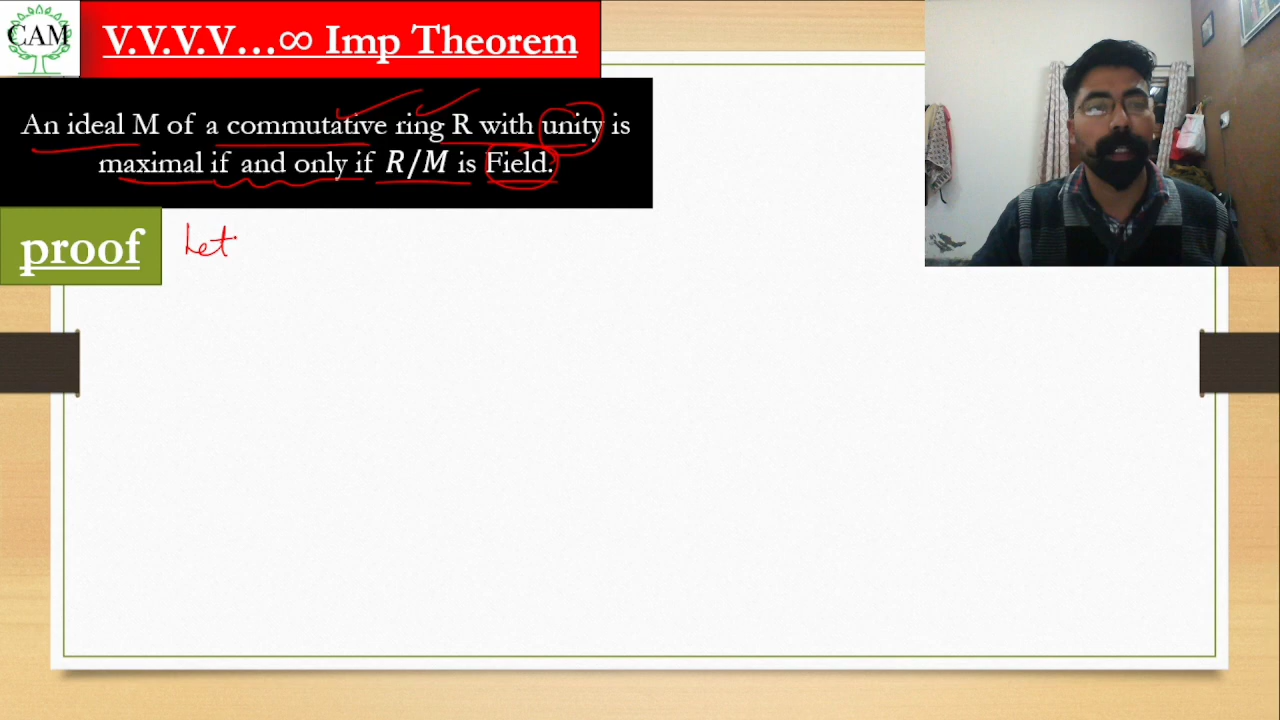 CAM
V.V.V.V...∞ Imp Theorem
An ideal M of a commutative ring R with unity is
maximal if and only if R/M is Field.
proof
Let